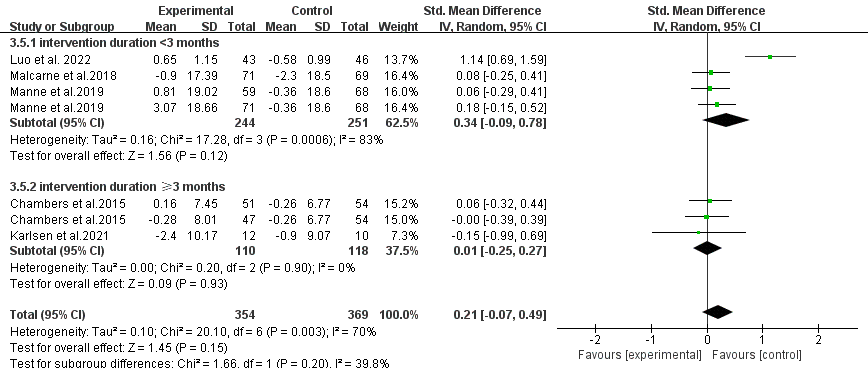 Experimental Control Std. Mean Difference Std. Mean Difference
Study or Subgroup Mean SD Total Mean SD Total Weight IV, Random, 95% CI IV, Random, 95% CI
3.5.1 intervention duration <3 months
Luo et al. 2022 0.65 1.15 43 -0.58 0.99 46 13.7% 1.14 [0.69, 1.59]
Malcarne et al.2018 -0.9 17.39 71 -2.3 18.5 69 16.4% 0.08 [-0.25, 0.41]
Manne et al.2019 0.81 19.02 59 -0.36 18.6 68 16.0% 0.06 [-0.29, 0.41]
Manne et al.2019 3.07 18.66 71 -0.36 18.6 68 16.4% 0.18 [-0.15, 0.52]
Subtotal (95% CI) 244 251 62.5% 0.34 [-0.09, 0.78]
Heterogeneity: Tau² = 0.16; Chi² = 17.28, df = 3 (P = 0.0006); I² = 83%
Test for overall effect: Z = 1.56 (P = 0.12)
3.5.2 intervention duration ≥3 months
Chambers et al.2015 0.16 7.45 51 -0.26 6.77 54 15.2% 0.06 [-0.32, 0.44]
Chambers et al.2015 -0.28 8.01 47 -0.26 6.77 54 15.0% -0.00 [-0.39, 0.39]
Karlsen et al.2021 -2.4 10.17 12 -0.9 9.07 10 7.3% -0.15 [-0.99, 0.69]
Subtotal (95% CI) 110 118 37.5% 0.01 [-0.25, 0.27]
Heterogeneity: Tau² = 0.00; Chi² = 0.20, df = 2 (P = 0.90); I² = 0%
Test for overall effect: Z = 0.09 (P = 0.93)
Total (95% CI) 354 369 100.0% 0.21 [-0.07, 0.49]
Heterogeneity: Tau² = 0.10; Chi² = 20.10, df = 6 (P = 0.003); I² = 70%
Test for overall effect: Z = 1.45 (P = 0.15)
Test for subgroup differences: Chi² = 1.66, df = 1 (P = 0.20), I² = 39.8%
-2 -1 0 1 2
Favours [experimental] Favours [control]